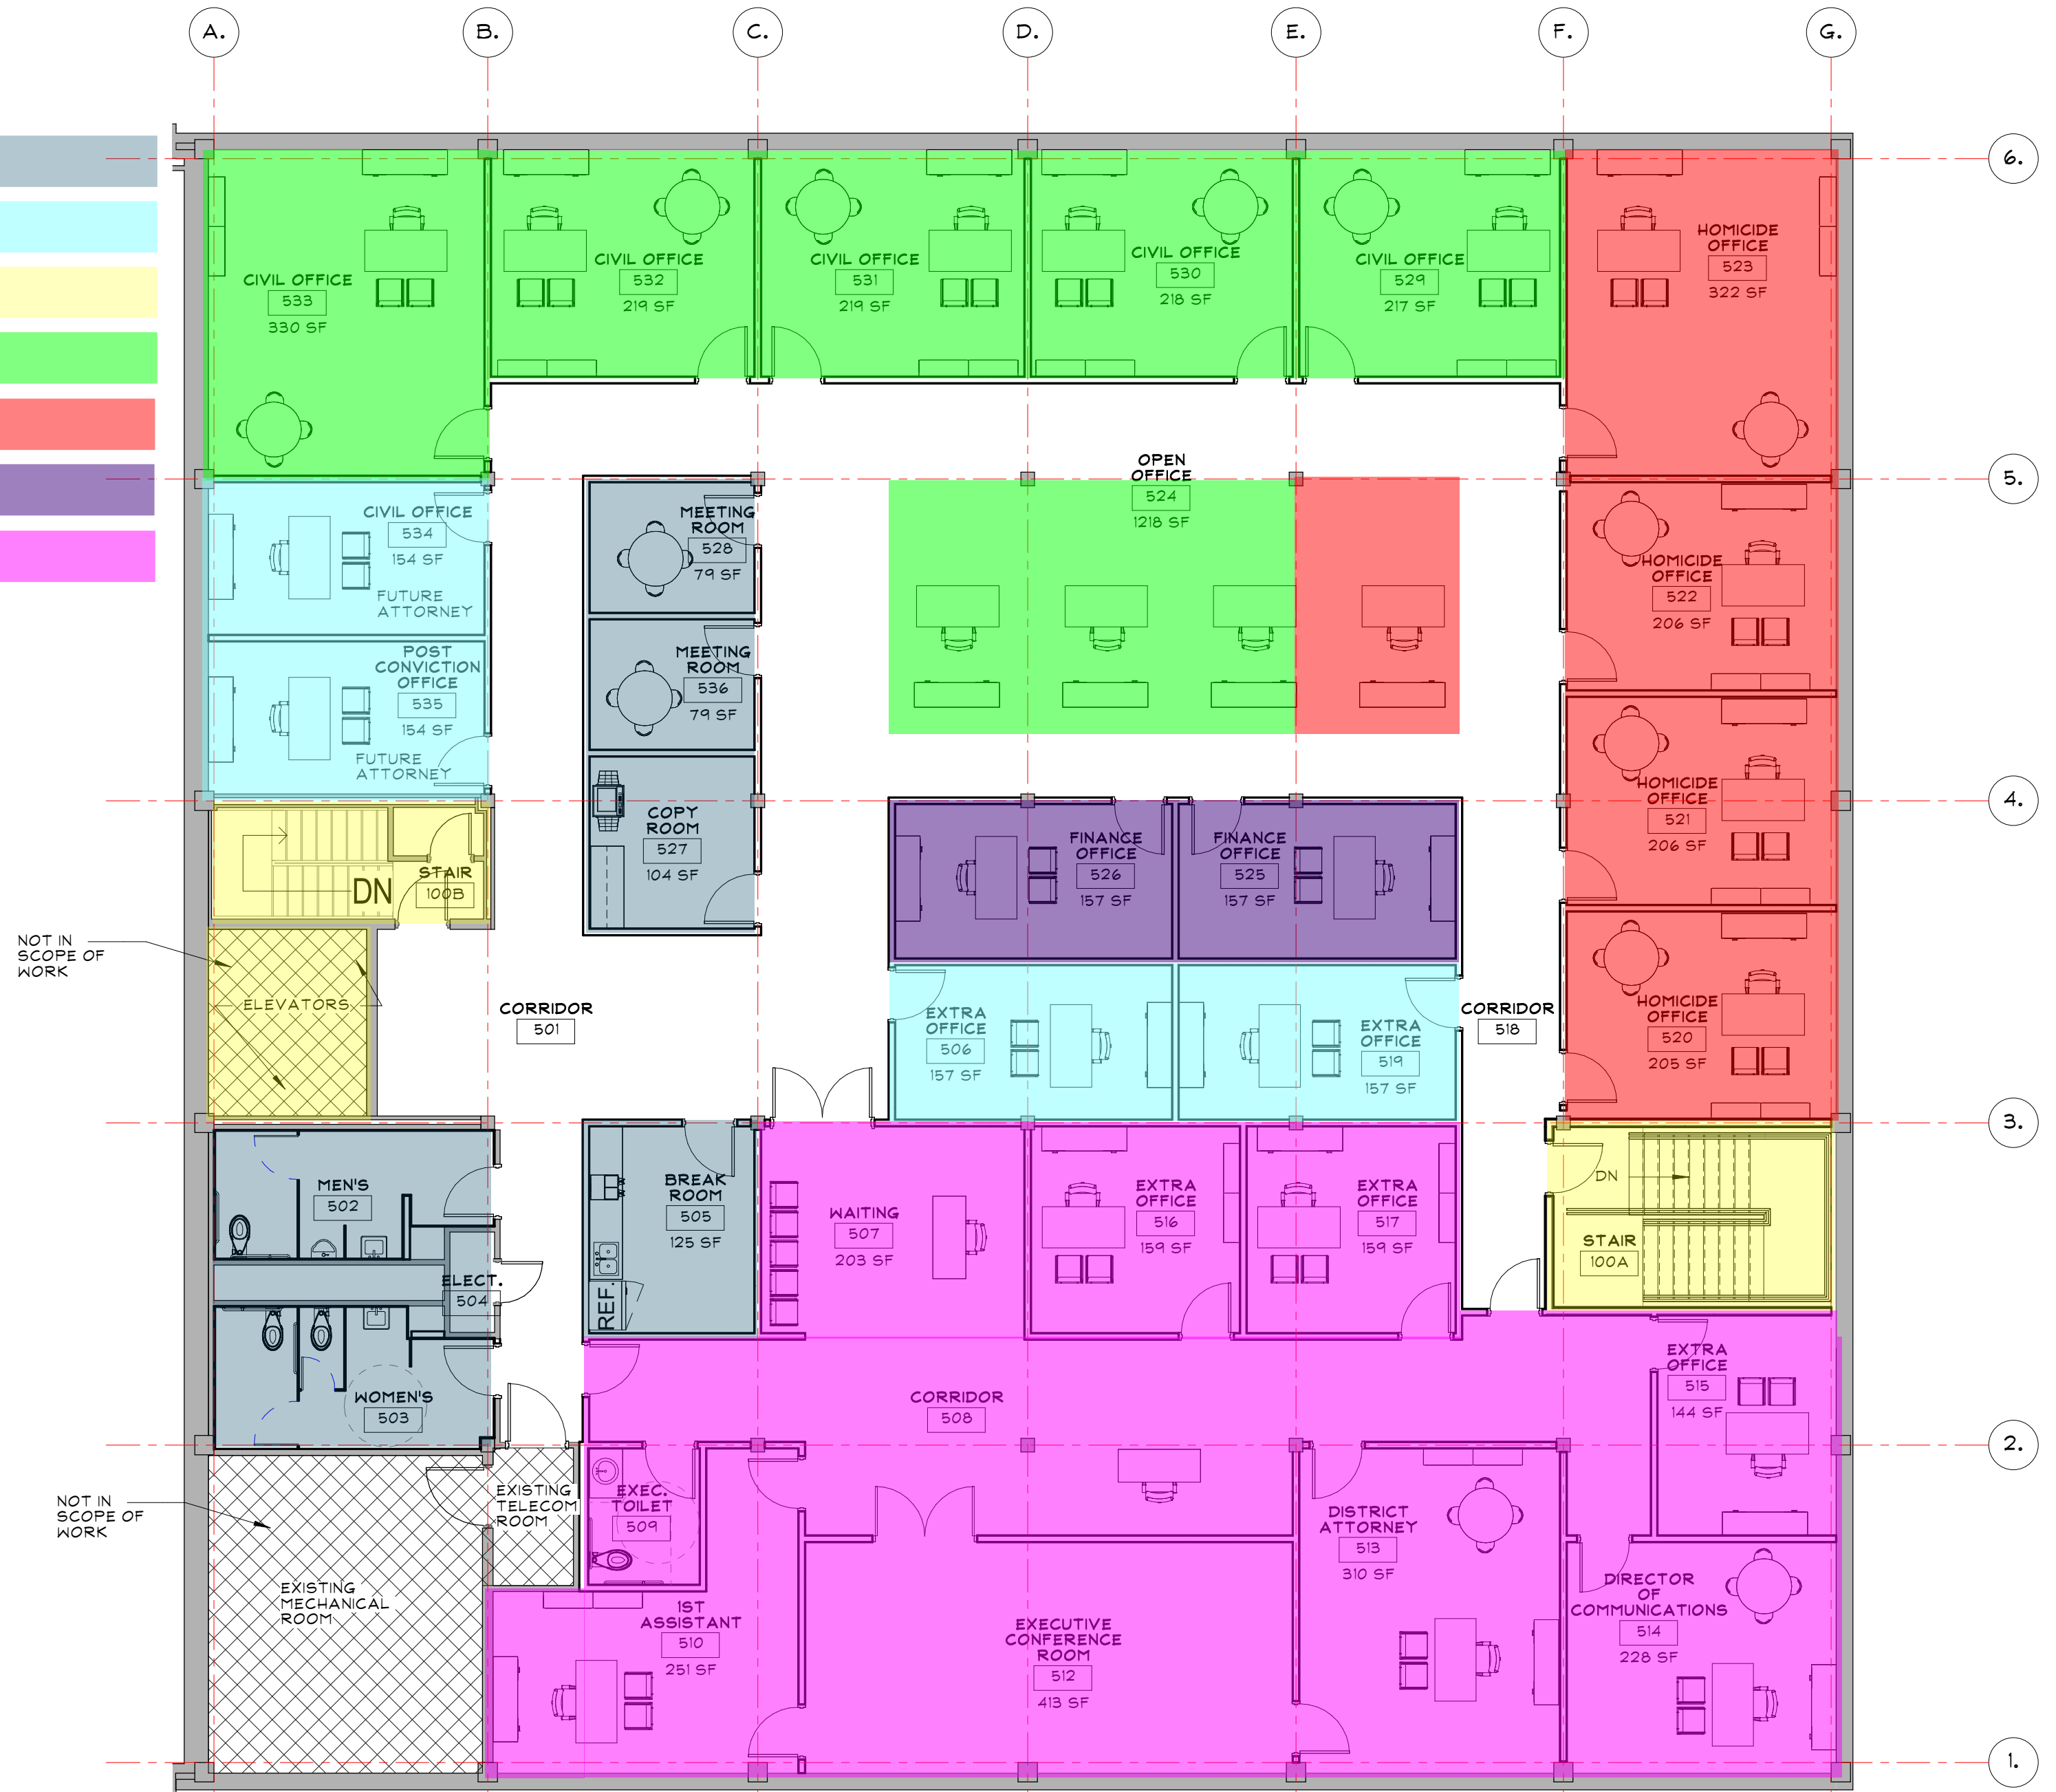 A.
B.
C.
D.
E.
F.
G.
6.
5.
4.
3.
2.
1.
CIVIL OFFICE
533
330 SF
CIVIL OFFICE
532
219 SF
CIVIL OFFICE
531
219 SF
CIVIL OFFICE
530
218 SF
CIVIL OFFICE
529
217 SF
HOMICIDE
OFFICE
523
322 SF
OPEN
OFFICE
524
1218 SF
CIVIL OFFICE
534
154 SF
FUTURE
ATTORNEY
POST
CONVICTION
OFFICE
535
154 SF
FUTURE
ATTORNEY
MEETING
ROOM
528
79 SF
MEETING
ROOM
536
79 SF
COPY
ROOM
527
104 SF
HOMICIDE
OFFICE
522
206 SF
HOMICIDE
OFFICE
521
206 SF
HOMICIDE
OFFICE
520
205 SF
FINANCE
OFFICE
526
157 SF
FINANCE
OFFICE
525
157 SF
EXTRA
OFFICE
506
157 SF
EXTRA
OFFICE
519
157 SF
DN
STAIR
100B
NOT IN
SCOPE OF
WORK
ELEVATORS
CORRIDOR
501
CORRIDOR
518
MEN'S
502
ELECT.
504
WOMEN'S
503
BREAK
ROOM
505
125 SF
REF.
WAITING
507
203 SF
EXTRA
OFFICE
516
159 SF
EXTRA
OFFICE
517
159 SF
DN
STAIR
100A
CORRIDOR
508
EXTRA
OFFICE
515
144 SF
NOT IN
SCOPE OF
WORK
EXISTING
TELECOM
ROOM
EXISTING
MECHANICAL
ROOM
EXEC.
TOILET
509
1ST
ASSISTANT
510
251 SF
EXECUTIVE
CONFERENCE
ROOM
512
413 SF
DISTRICT
ATTORNEY
513
310 SF
DIRECTOR
OF
COMMUNICATIONS
514
228 SF